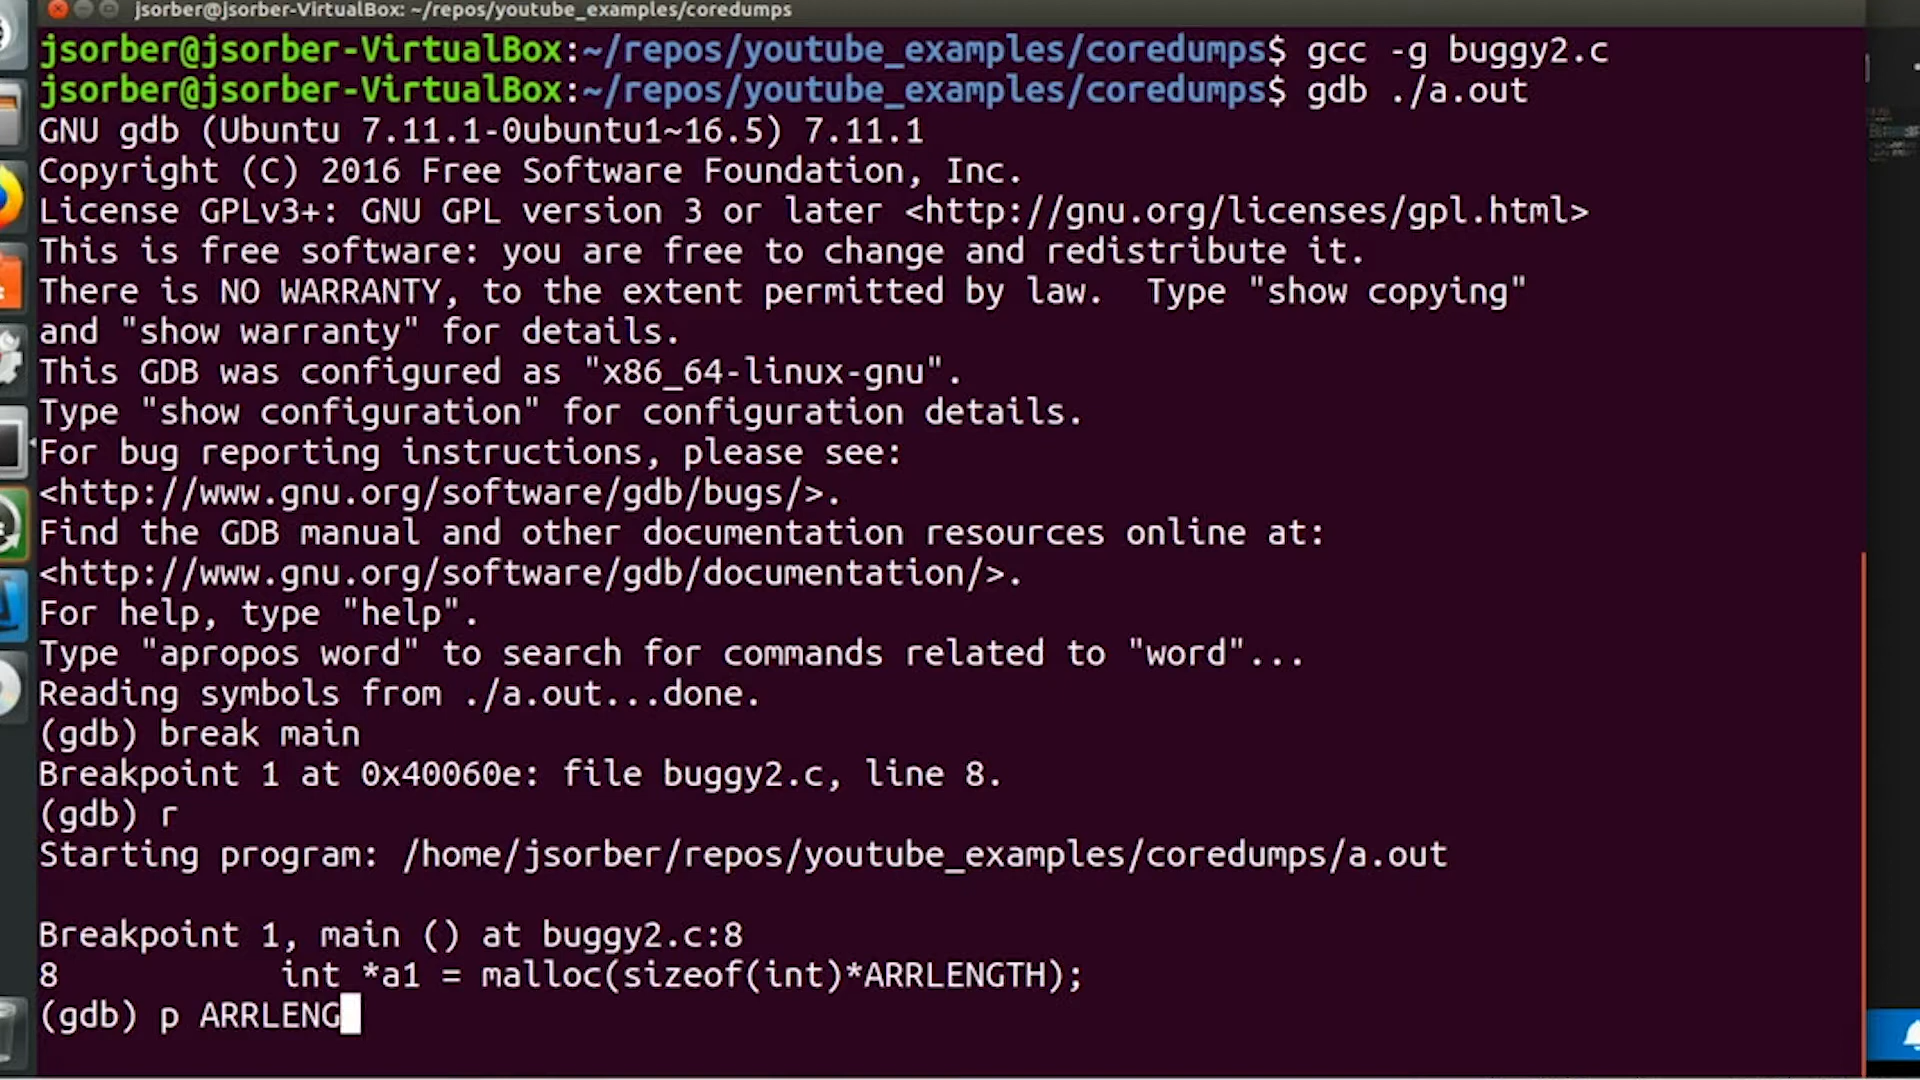 jsorber@jsorber-VirtualBox: ~/repos/youtube_examples/coredumps
jsorber@jsorber-VirtualBox:~/repos/youtube_examples/coredumps$ gcc -g buggy2.c
jsorber@jsorber-VirtualBox:~/repos/youtube_examples/coredumps$ gdb ./a.out
GNU gdb (Ubuntu 7.11.1-0ubuntu1~16.5) 7.11.1
Copyright (C) 2016 Free Software Foundation, Inc.
License GPLv3+: GNU GPL version 3 or later <http://gnu.org/licenses/gpl.html>
This is free software: you are free to change and redistribute it.
There is NO WARRANTY, to the extent permitted by law.  Type "show copying"
and "show warranty" for details.
This GDB was configured as "x86_64-linux-gnu".
Type "show configuration" for configuration details.
For bug reporting instructions, please see:
<http://www.gnu.org/software/gdb/bugs/>.
Find the GDB manual and other documentation resources online at:
<http://www.gnu.org/software/gdb/documentation/>.
For help, type "help".
Type "apropos word" to search for commands related to "word"...
Reading symbols from ./a.out...done.
(gdb) break main
Breakpoint 1 at 0x40060e: file buggy2.c, line 8.
(gdb) r
Starting program: /home/jsorber/repos/youtube_examples/coredumps/a.out
Breakpoint 1, main () at buggy2.c:8
8           int *a1 = malloc(sizeof(int)*ARRLENGTH);
(gdb) p ARRLENG